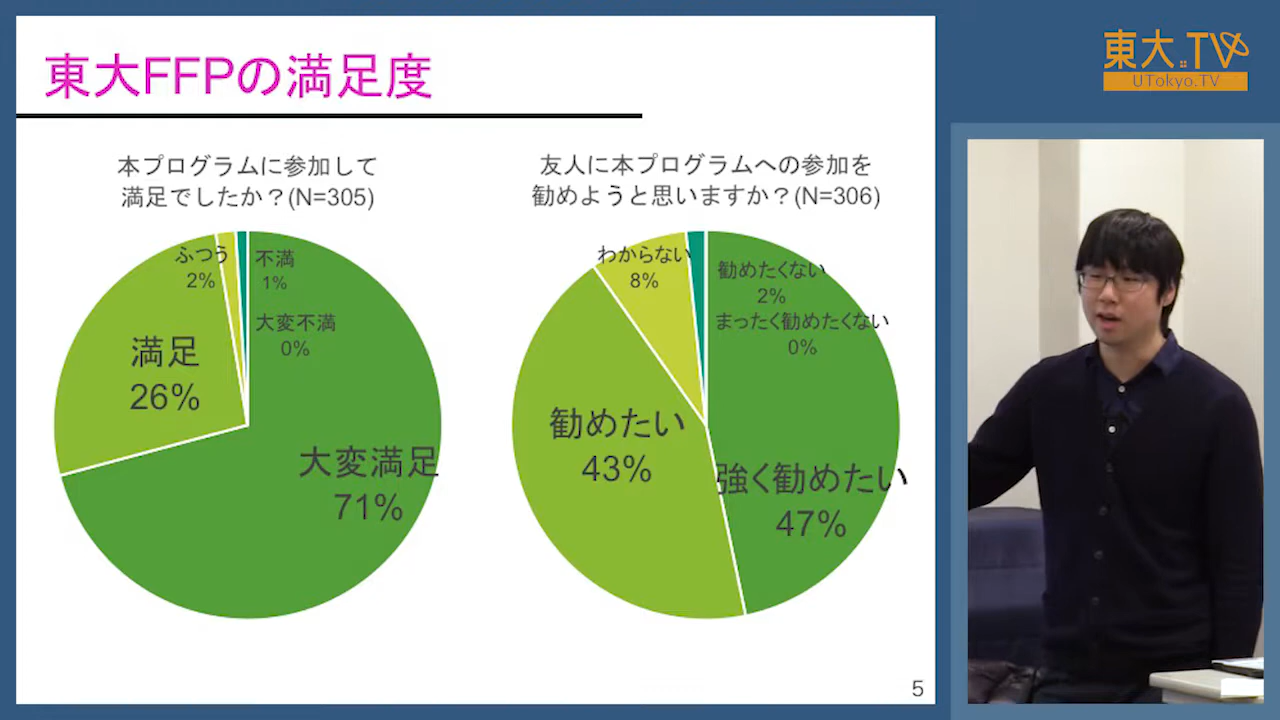 東大FFPの満足度
本プログラムに参加して
満足でしたか？(N=305)
ふつう
2%
不満
1%
大変不満
0%
満足
26%
大変満足
71%
友人に本プログラムへの参加を
勧めようと思いますか？(N=306)
わからない
8%
勧めたくない
2%
まったく勧めたくない
0%
勧めたい
43%
強く勧めたい
47%
5
東大TV
UTokyo.TV